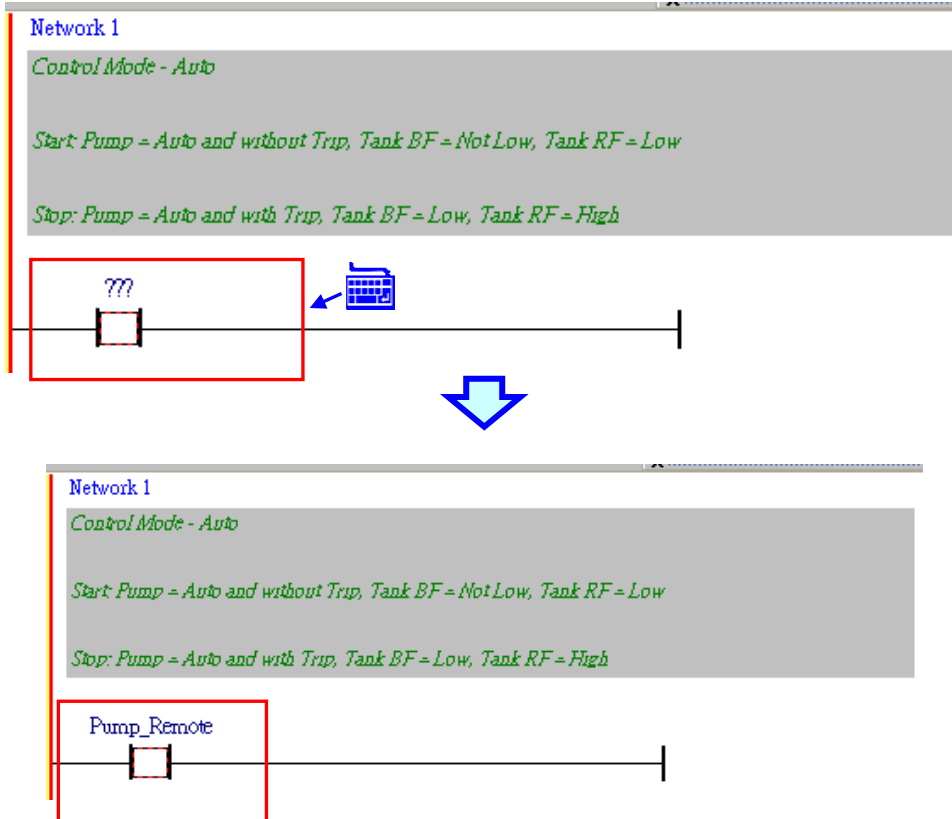 Network 1
Control Mode - Auto
Start: Pump = Auto and without Trip, Tank BF = Not Low, Tank RF = Low
Stop: Pump = Auto and with Trip, Tank BF = Low, Tank RF = High
???
Network 1
Control Mode - Auto
Start: Pump = Auto and without Trip, Tank BF = Not Low, Tank RF = Low
Stop: Pump = Auto and with Trip, Tank BF = Low, Tank RF = High
Pump_Remote